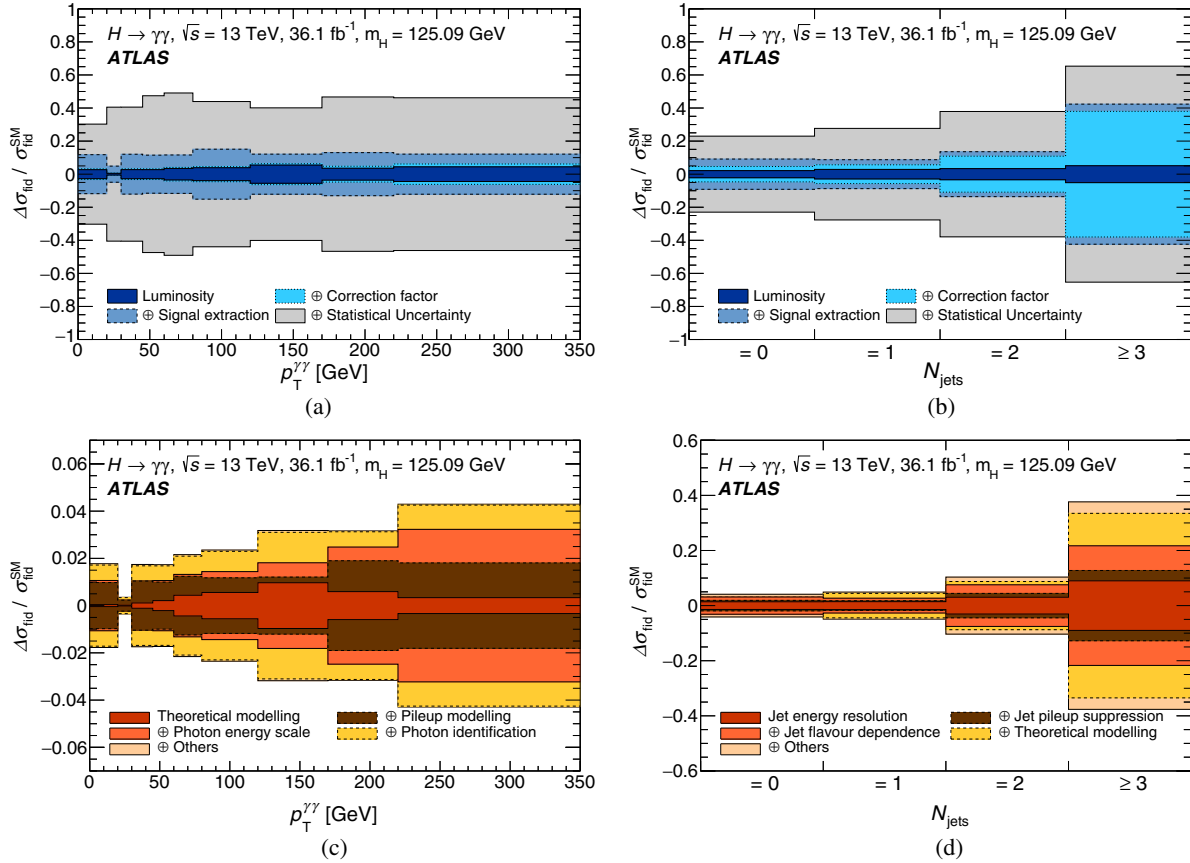 H → γγ, √s = 13 TeV, 36.1 fb⁻¹, m_H = 125.09 GeV
ATLAS
Δσ_fid / σ_fid^SM
1
0.8
0.6
0.4
0.2
0
−0.2
−0.4
−0.6
−0.8
−1
Luminosity
⊕ Correction factor
⊕ Signal extraction
⊕ Statistical Uncertainty
0 50 100 150 200 250 300 350
p_T^γγ [GeV]
(a)
H → γγ, √s = 13 TeV, 36.1 fb⁻¹, m_H = 125.09 GeV
ATLAS
Δσ_fid / σ_fid^SM
1
0.8
0.6
0.4
0.2
0
−0.2
−0.4
−0.6
−0.8
−1
Luminosity
⊕ Correction factor
⊕ Signal extraction
⊕ Statistical Uncertainty
= 0 = 1 = 2 ≥ 3
N_jets
(b)
H → γγ, √s = 13 TeV, 36.1 fb⁻¹, m_H = 125.09 GeV
ATLAS
Δσ_fid / σ_fid^SM
0.06
0.04
0.02
0.00
−0.02
−0.04
−0.06
Theoretical modelling
⊕ Pileup modelling
⊕ Photon energy scale
⊕ Photon identification
⊕ Others
0 50 100 150 200 250 300 350
p_T^γγ [GeV]
(c)
H → γγ, √s = 13 TeV, 36.1 fb⁻¹, m_H = 125.09 GeV
ATLAS
Δσ_fid / σ_fid^SM
0.6
0.4
0.2
0.0
−0.2
−0.4
−0.6
Jet energy resolution
⊕ Jet pileup suppression
⊕ Jet flavour dependence
⊕ Theoretical modelling
⊕ Others
= 0 = 1 = 2 ≥ 3
N_jets
(d)